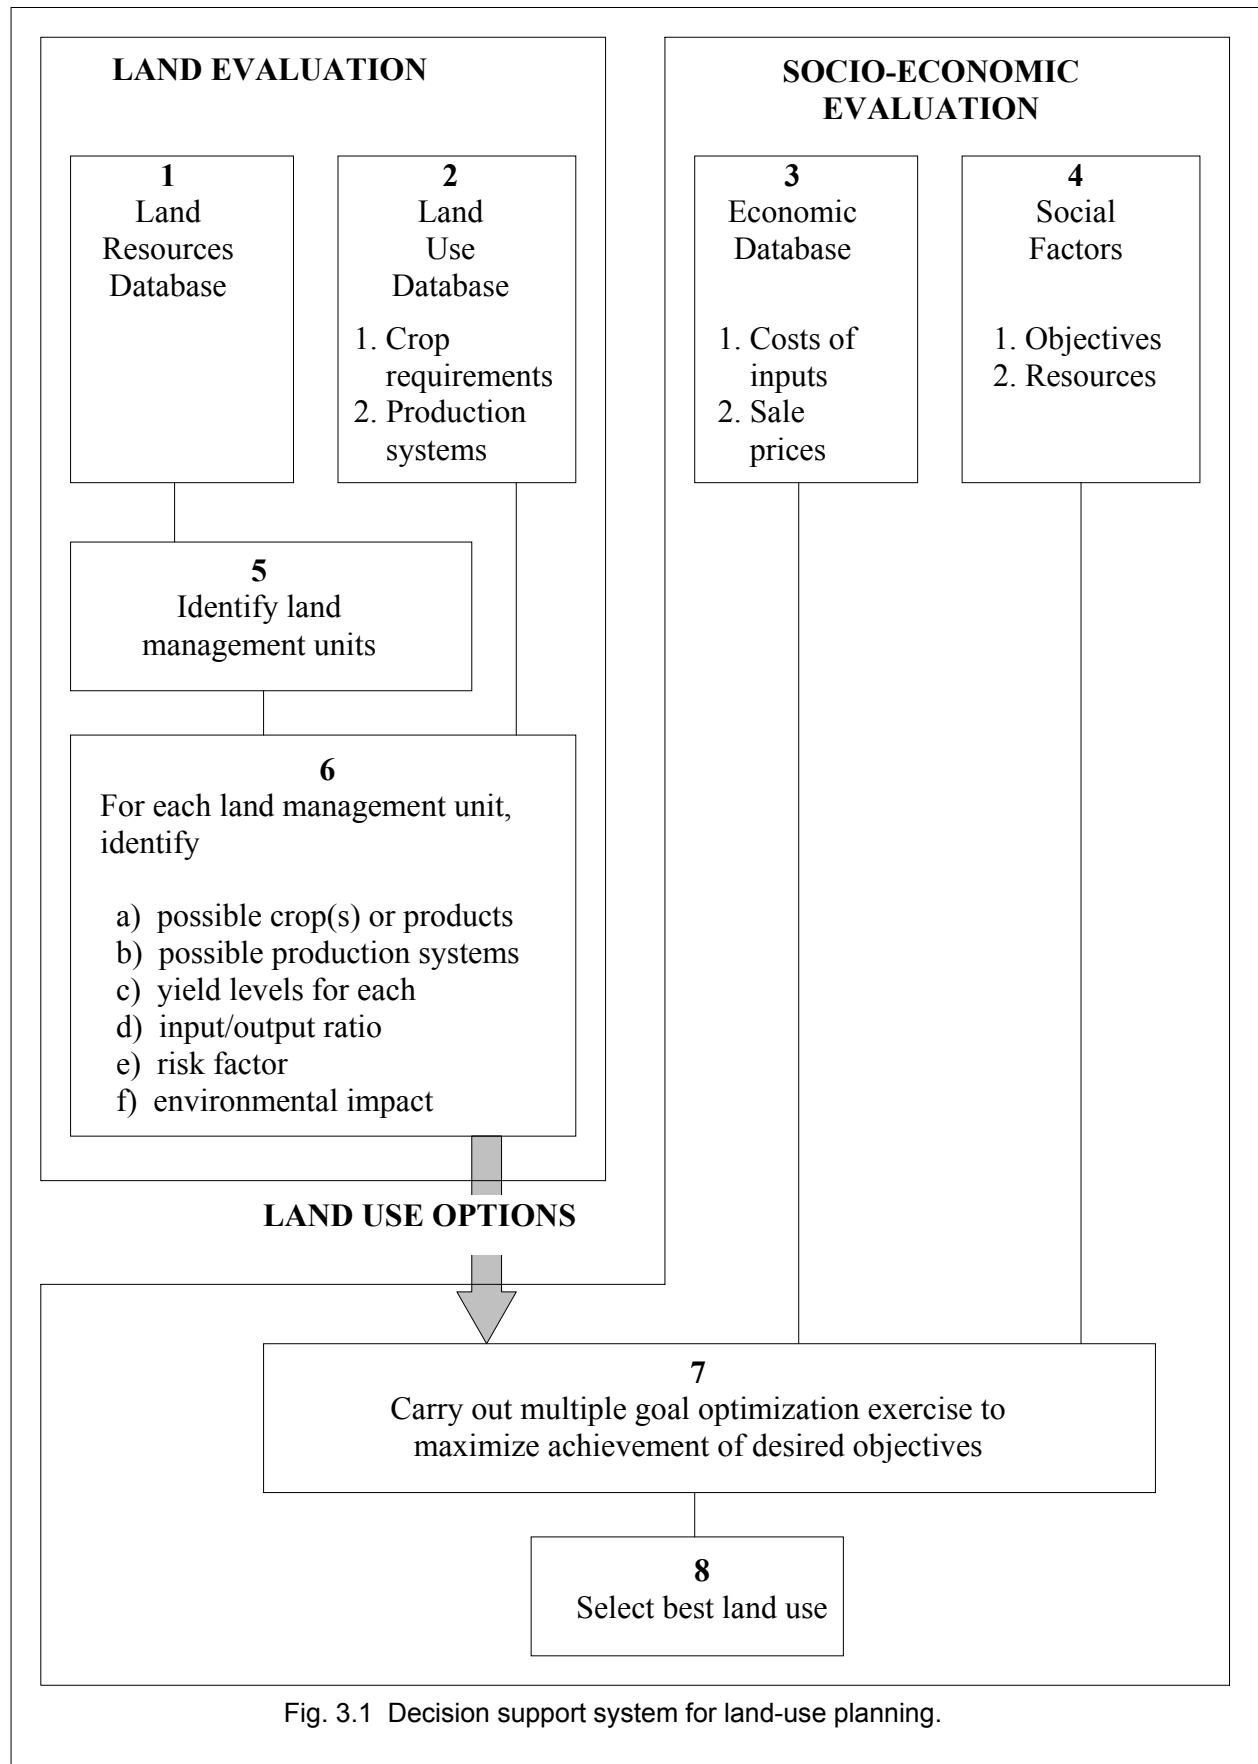 LAND EVALUATION
1
Land
Resources
Database
2
Land
Use
Database
1. Crop
requirements
2. Production
systems
5
Identify land
management units
6
For each land management unit,
identify
a) possible crop(s) or products
b) possible production systems
c) yield levels for each
d) input/output ratio
e) risk factor
f) environmental impact
LAND USE OPTIONS
SOCIO-ECONOMIC
EVALUATION
3
Economic
Database
1. Costs of
inputs
2. Sale
prices
4
Social
Factors
1. Objectives
2. Resources
7
Carry out multiple goal optimization exercise to
maximize achievement of desired objectives
8
Select best land use
Fig. 3.1 Decision support system for land-use planning.